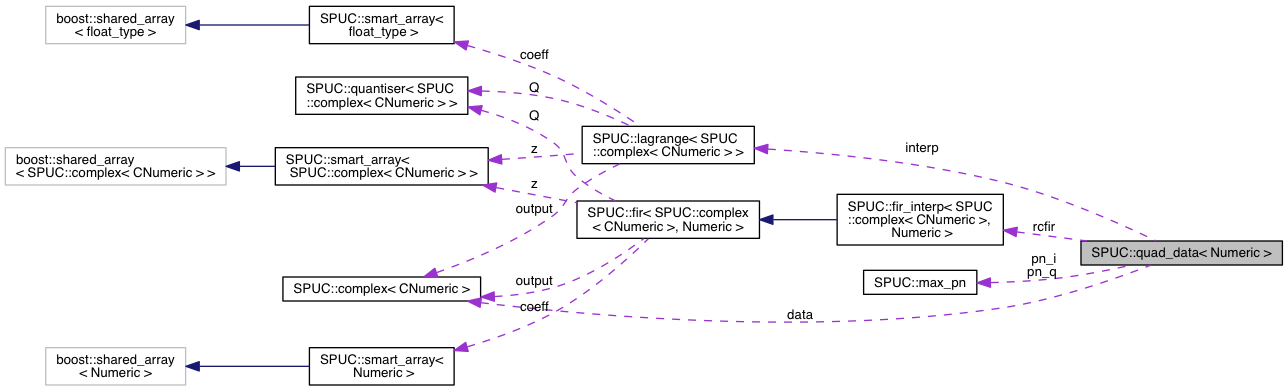 boost::shared_array
< float_type >
SPUC::smart_array<
float_type >
coeff
SPUC::quantiser< SPUC
::complex< CNumeric > >
Q
Q
SPUC::lagrange< SPUC
::complex< CNumeric > >
interp
boost::shared_array
< SPUC::complex< CNumeric > >
SPUC::smart_array<
SPUC::complex< CNumeric > >
z
z
output
SPUC::fir< SPUC::complex
< CNumeric >, Numeric >
SPUC::fir_interp< SPUC
::complex< CNumeric >,
Numeric >
rcfir
SPUC::quad_data< Numeric >
pn_i
pn_q
SPUC::max_pn
SPUC::complex< CNumeric >
output
coeff
data
boost::shared_array
< Numeric >
SPUC::smart_array<
Numeric >